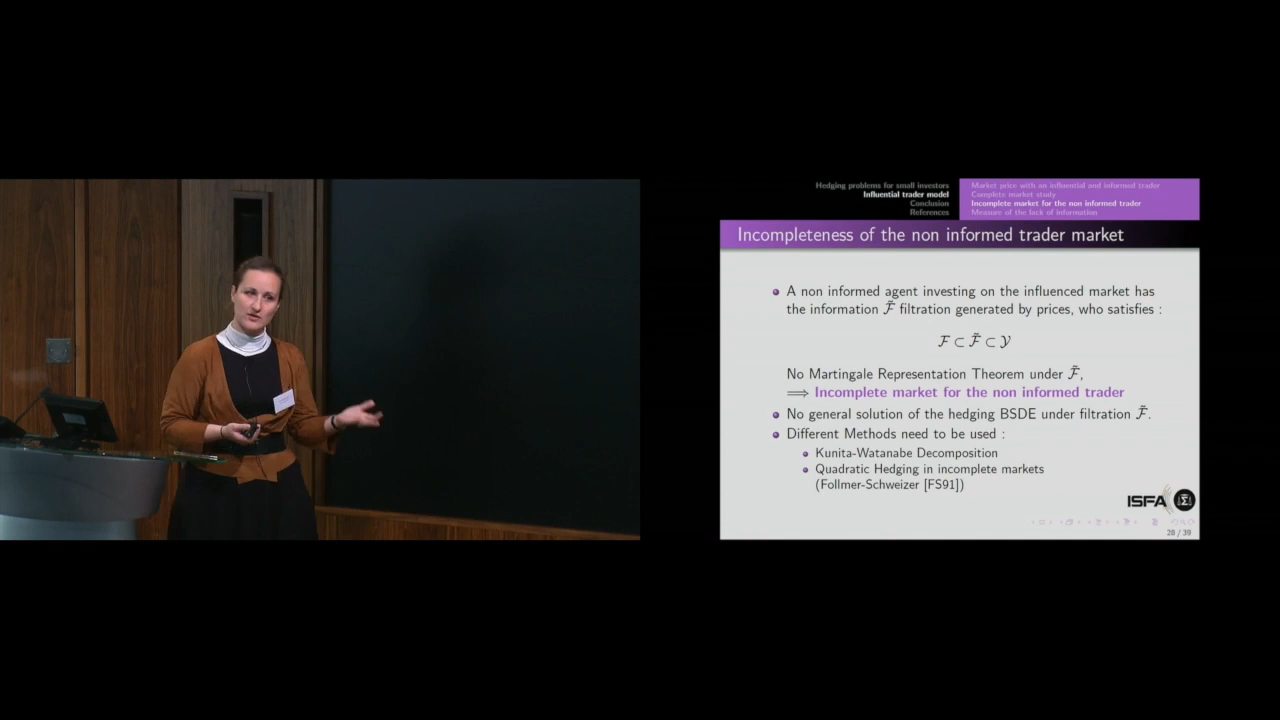 Hedging problems for small investors
Influential trader model
Conclusion
References
Market price with an influential and informed trader
Complete market study
Incomplete market for the non informed trader
Measure of the lack of information
Incompleteness of the non informed trader market
A non informed agent investing on the influenced market has
the information F̃ filtration generated by prices, who satisfies :
F ⊂ F̃ ⊂ Y
No Martingale Representation Theorem under F̃,
⟹ Incomplete market for the non informed trader
No general solution of the hedging BSDE under filtration F̃.
Different Methods need to be used :
Kunita-Watanabe Decomposition
Quadratic Hedging in incomplete markets
(Follmer-Schweizer [FS91])
ISFA
28 / 39